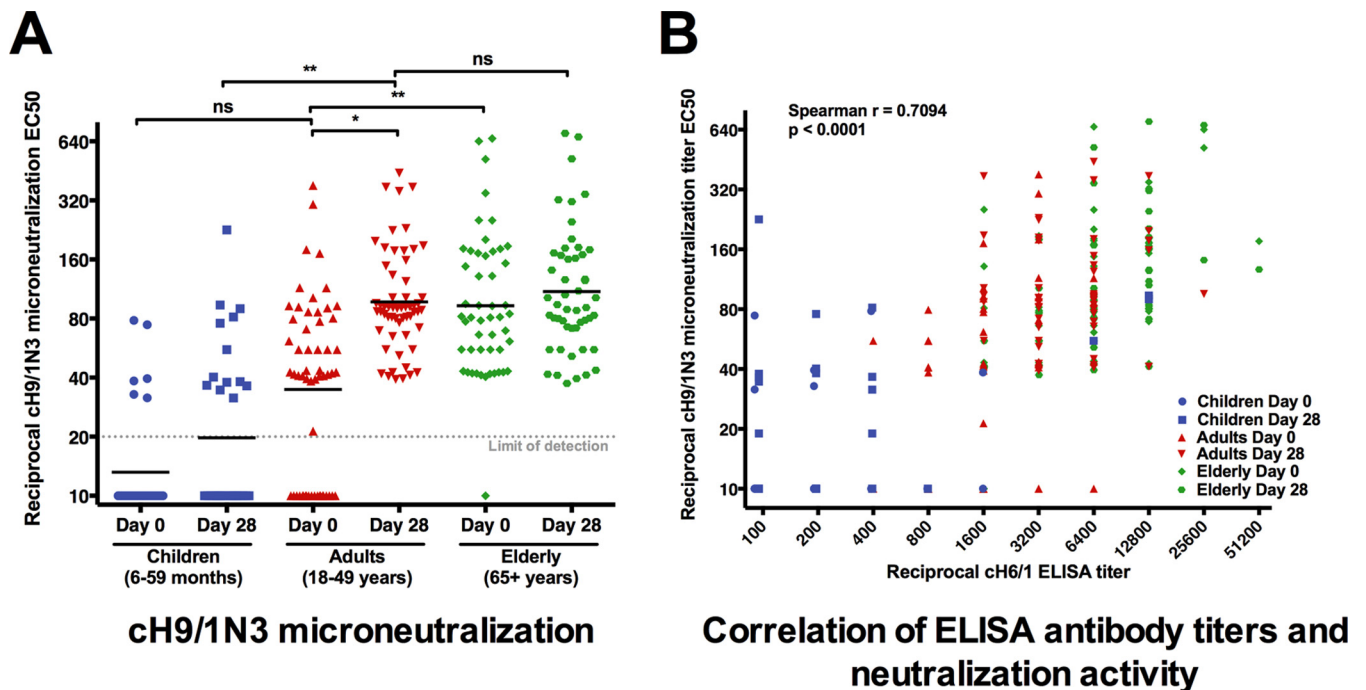 A
Reciprocal cH9/1N3 microneutralization EC50
640
320
160
80
40
20
10
**
ns
ns
**
*
Limit of detection
Day 0
Day 28
Day 0
Day 28
Day 0
Day 28
Children
(6-59 months)
Adults
(18-49 years)
Elderly
(65+ years)
cH9/1N3 microneutralization
B
Reciprocal cH9/1N3 microneutralization titer EC50
Spearman r = 0.7094
p < 0.0001
640
320
160
80
40
20
10
Children Day 0
Children Day 28
Adults Day 0
Adults Day 28
Elderly Day 0
Elderly Day 28
100
200
400
800
1600
3200
6400
12800
25600
51200
Reciprocal cH6/1 ELISA titer
Correlation of ELISA antibody titers and
neutralization activity